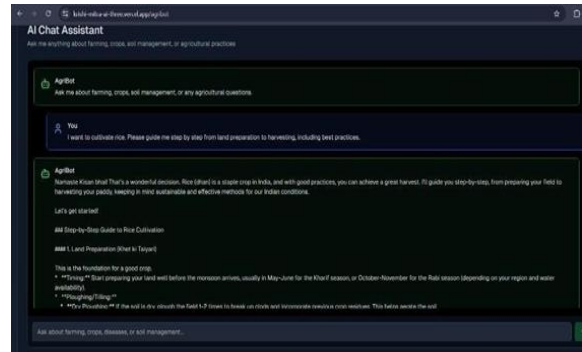 AI Chat Assistant
Ask me anything about farming, crops, soil management, or agricultural practices
AgriBot
Ask me about farming, crops, soil management, or any agricultural questions.
You
I want to cultivate rice. Please guide me step by step from land preparation to harvesting, including best practices.
AgriBot
Namaste Kisan bhai! That's a wonderful decision. Rice (dhan) is a staple crop in India, and with good practices, you can achieve a great harvest. I'll guide you step-by-step, from preparing your field to
harvesting your paddy, keeping in mind sustainable and effective methods for our Indian conditions.
Let's get started!
### Step-by-Step Guide to Rice Cultivation
#### 1. Land Preparation (Khet ki Taiyari)
This is the foundation for a good crop.
* **Timing:** Start preparing your land well before the monsoon arrives, usually in May-June for the Kharif season, or October-November for the Rabi season (depending on your region and water
availability).
* **Ploughing/Tilling:**
* **Dry Ploughing:** If the soil is dry, plough the field 1-2 times to break up clods and incorporate previous crop residues. This helps aerate the soil
Ask about farming, crops, diseases, or soil management...